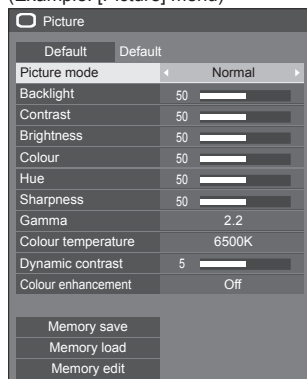 (Example: [Picture] menu)
Picture
Default Default
Picture mode Normal
Backlight 50
Contrast 50
Brightness 50
Colour 50
Hue 50
Sharpness 50
Gamma 2.2
Colour temperature 6500K
Dynamic contrast 5
Colour enhancement Off
Memory save
Memory load
Memory edit